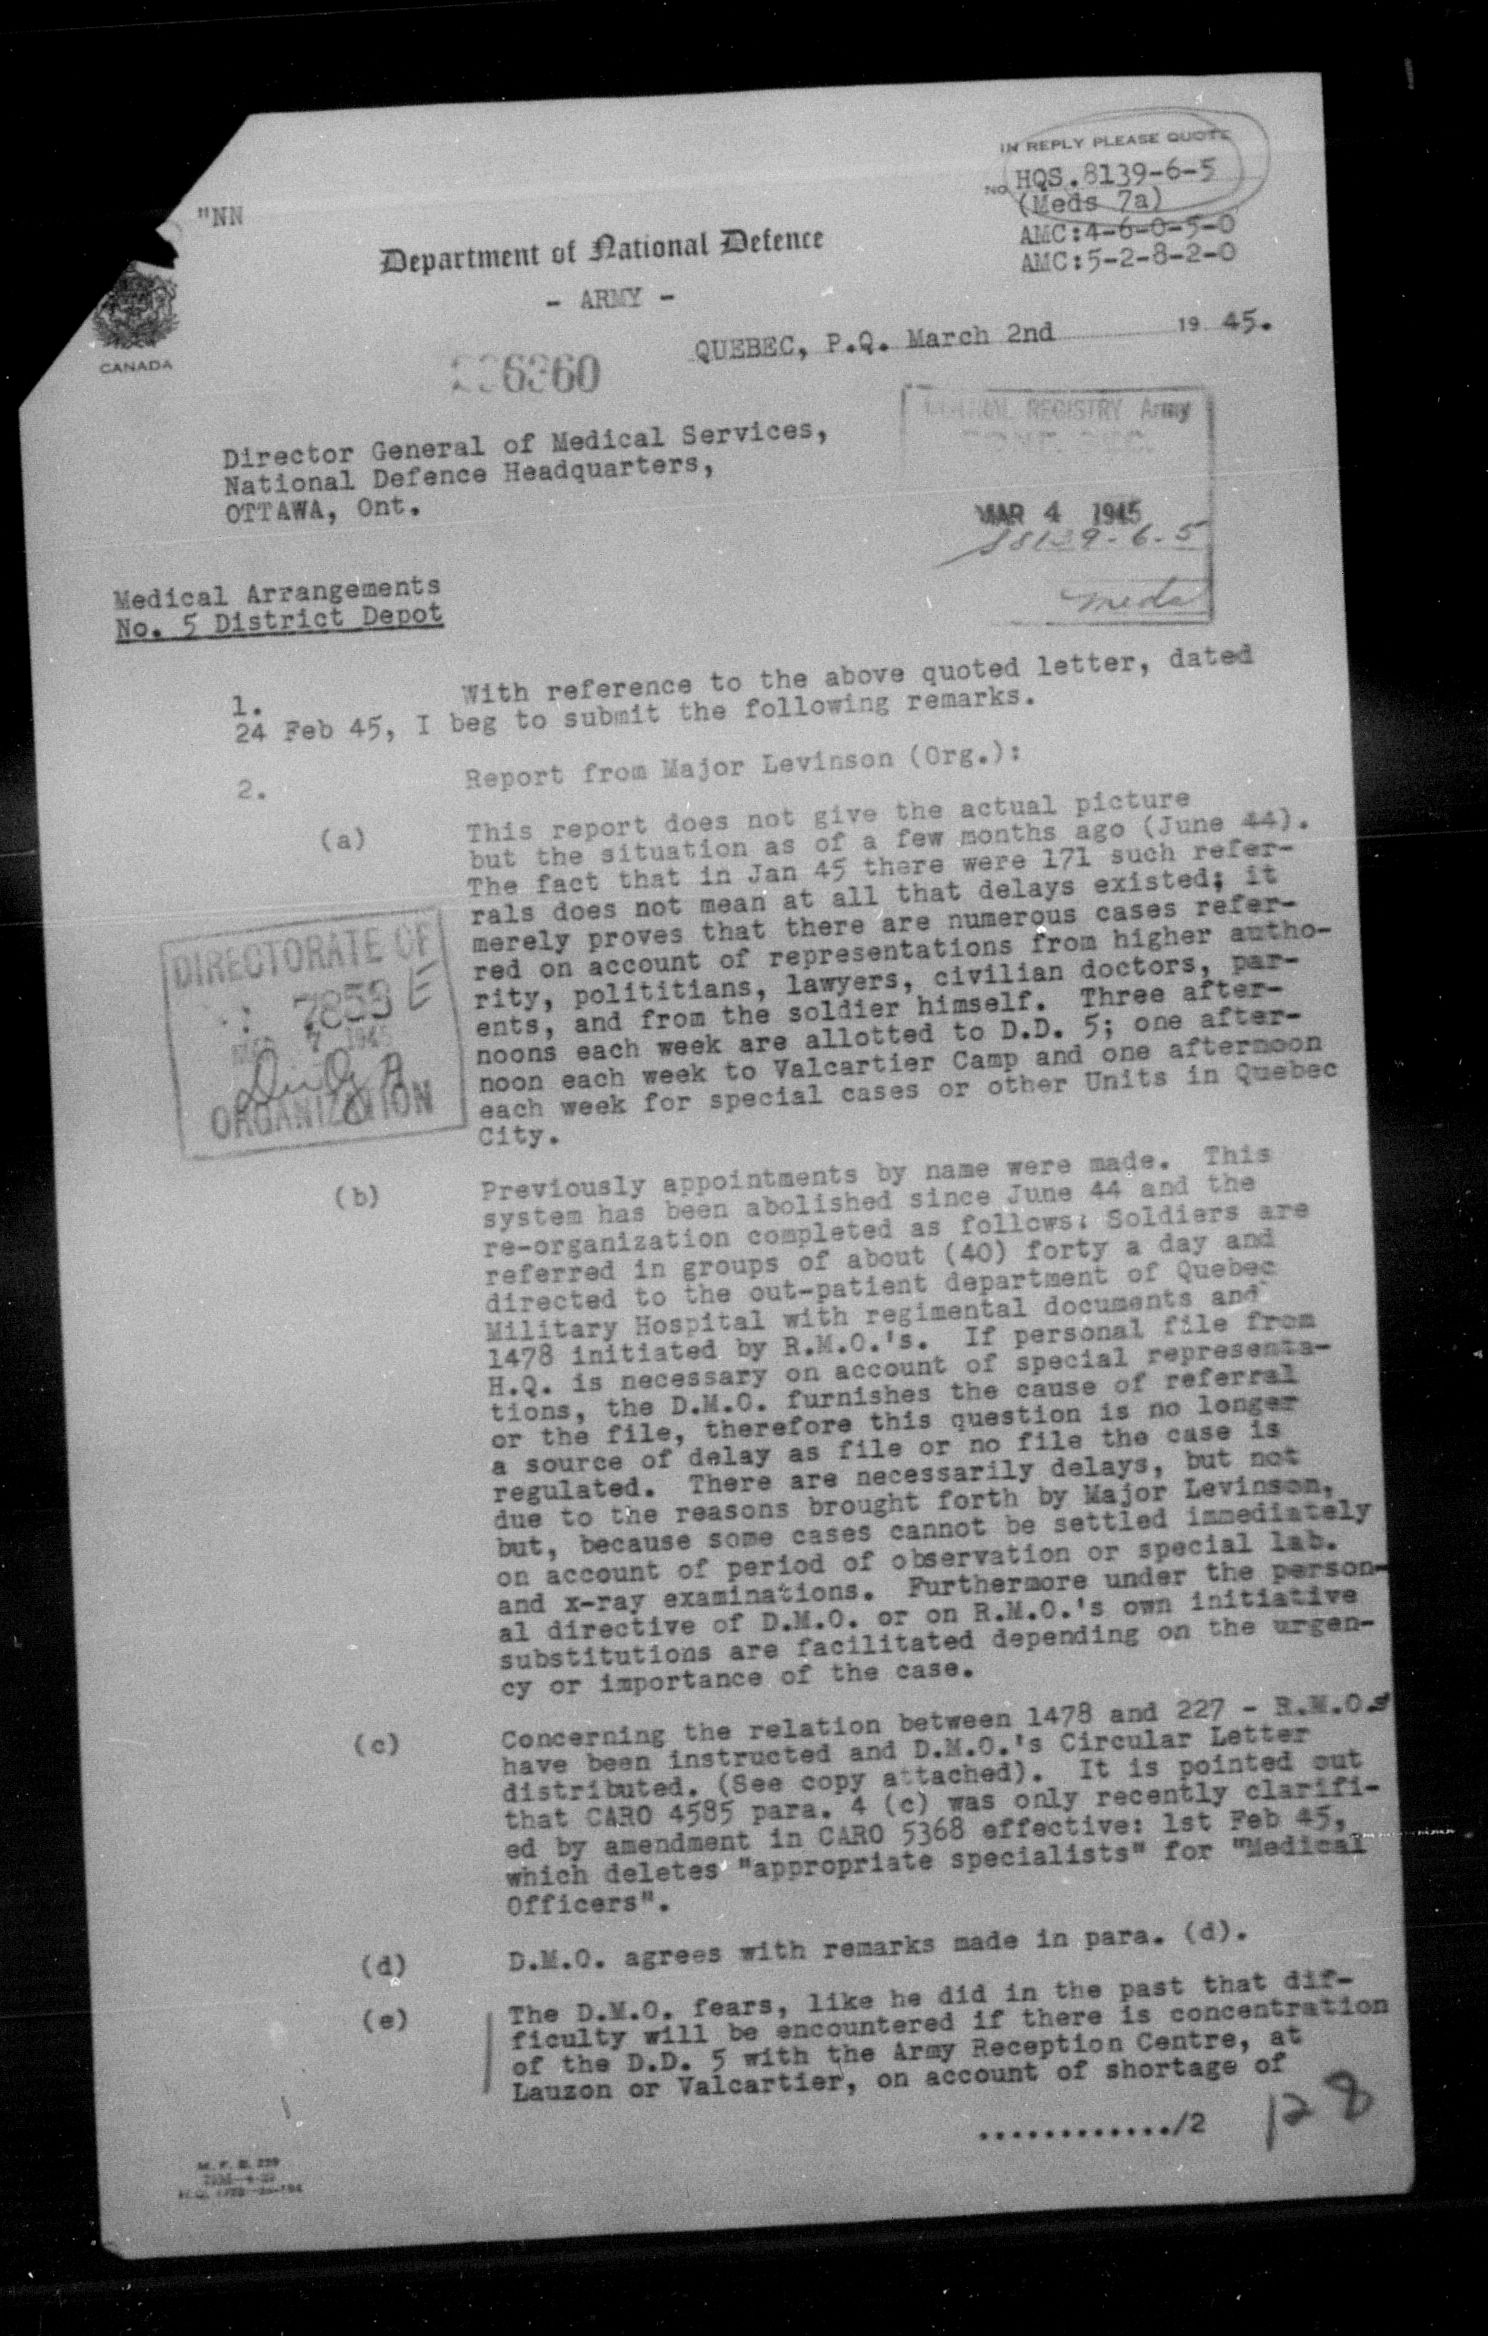 IN REPLY PLEASE QUOTE
NO. HQS.8139-6-5
(Meds 7a)
AMC:4-6-0-5-0
AMC:5-2-8-2-0
"NN
Department of National Defence
- ARMY -
CANADA
QUEBEC, P.Q. March 2nd 19 45.
6360
REGISTRY Army
Director General of Medical Services,
National Defence Headquarters,
OTTAWA, Ont.
MAR 4 1945
8139-6-5
meds
Medical Arrangements
No. 5 District Depot
1. With reference to the above quoted letter, dated
24 Feb 45, I beg to submit the following remarks.
2. Report from Major Levinson (Org.):
(a) This report does not give the actual picture
but the situation as of a few months ago (June 44).
The fact that in Jan 45 there were 171 such refer-
rals does not mean at all that delays existed; it
merely proves that there are numerous cases refer-
red on account of representations from higher autho-
rity, polititians, lawyers, civilian doctors, par-
ents, and from the soldier himself. Three after-
noons each week are allotted to D.D. 5; one after-
noon each week to Valcartier Camp and one afternoon
each week for special cases or other Units in Quebec
City.
DIRECTORATE OF
7853 E
7 1945
ORGANIZATION
(b) Previously appointments by name were made. This
system has been abolished since June 44 and the
re-organization completed as follows: Soldiers are
referred in groups of about (40) forty a day and
directed to the out-patient department of Quebec
Military Hospital with regimental documents and
1478 initiated by R.M.O.'s. If personal file from
H.Q. is necessary on account of special representa-
tions, the D.M.O. furnishes the cause of referral
or the file, therefore this question is no longer
a source of delay as file or no file the case is
regulated. There are necessarily delays, but not
due to the reasons brought forth by Major Levinson,
but, because some cases cannot be settled immediately
on account of period of observation or special lab.
and x-ray examinations. Furthermore under the person-
al directive of D.M.O. or on R.M.O.'s own initiative
substitutions are facilitated depending on the urgen-
cy or importance of the case.
(c) Concerning the relation between 1478 and 227 - R.M.O.s
have been instructed and D.M.O.'s Circular Letter
distributed. (See copy attached). It is pointed out
that CARO 4585 para. 4 (c) was only recently clarifi-
ed by amendment in CARO 5368 effective: 1st Feb 45,
which deletes "appropriate specialists" for "Medical
Officers".
(d) D.M.O. agrees with remarks made in para. (d).
(e) The D.M.O. fears, like he did in the past that dif-
ficulty will be encountered if there is concentration
of the D.D. 5 with the Army Reception Centre, at
Lauzon or Valcartier, on account of shortage of
............/2
128